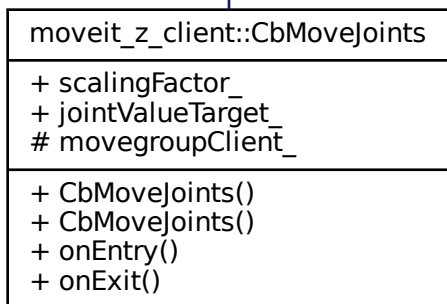 moveit_z_client::CbMoveJoints
+ scalingFactor_
+ jointValueTarget_
# movegroupClient_
+ CbMoveJoints()
+ CbMoveJoints()
+ onEntry()
+ onExit()